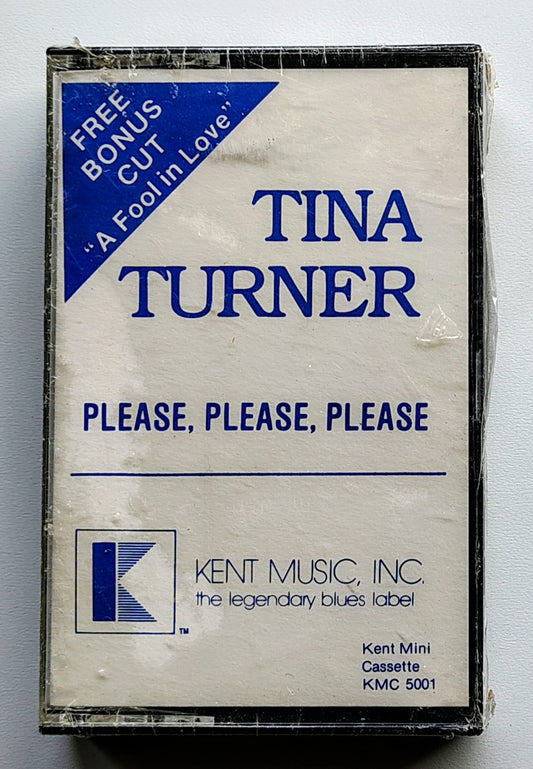 FREE
BONUS
CUT
"A Fool in Love"
TINA
TURNER
PLEASE, PLEASE, PLEASE
K
TM
KENT MUSIC, INC.
the legendary blues label
Kent Mini
Cassette
KMC 5001